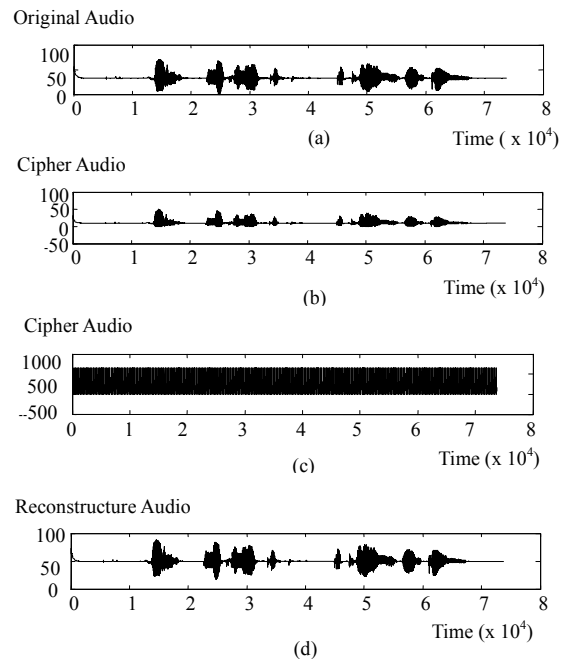 Original Audio
100
50
0
0 1 2 3 4 5 6 7 8
(a)
Time ( x 10⁴)
Cipher Audio
100
50
0
-50
0 1 2 3 4 5 6 7 8
Time (x 10⁴)
(b)
Cipher Audio
1000
500
--500
0 1 2 3 4 5 6 7 8
Time (x 10⁴)
(c)
Reconstructure Audio
100
50
0
0 1 2 3 4 5 6 7 8
Time (x 10⁴)
(d)